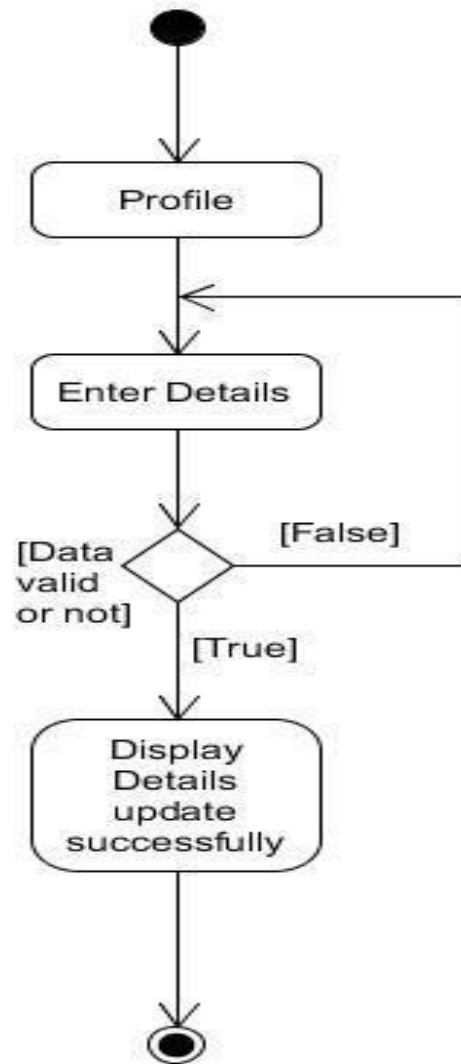 Profile
Enter Details
[Data
valid
or not]
[False]
[True]
Display
Details
update
successfully